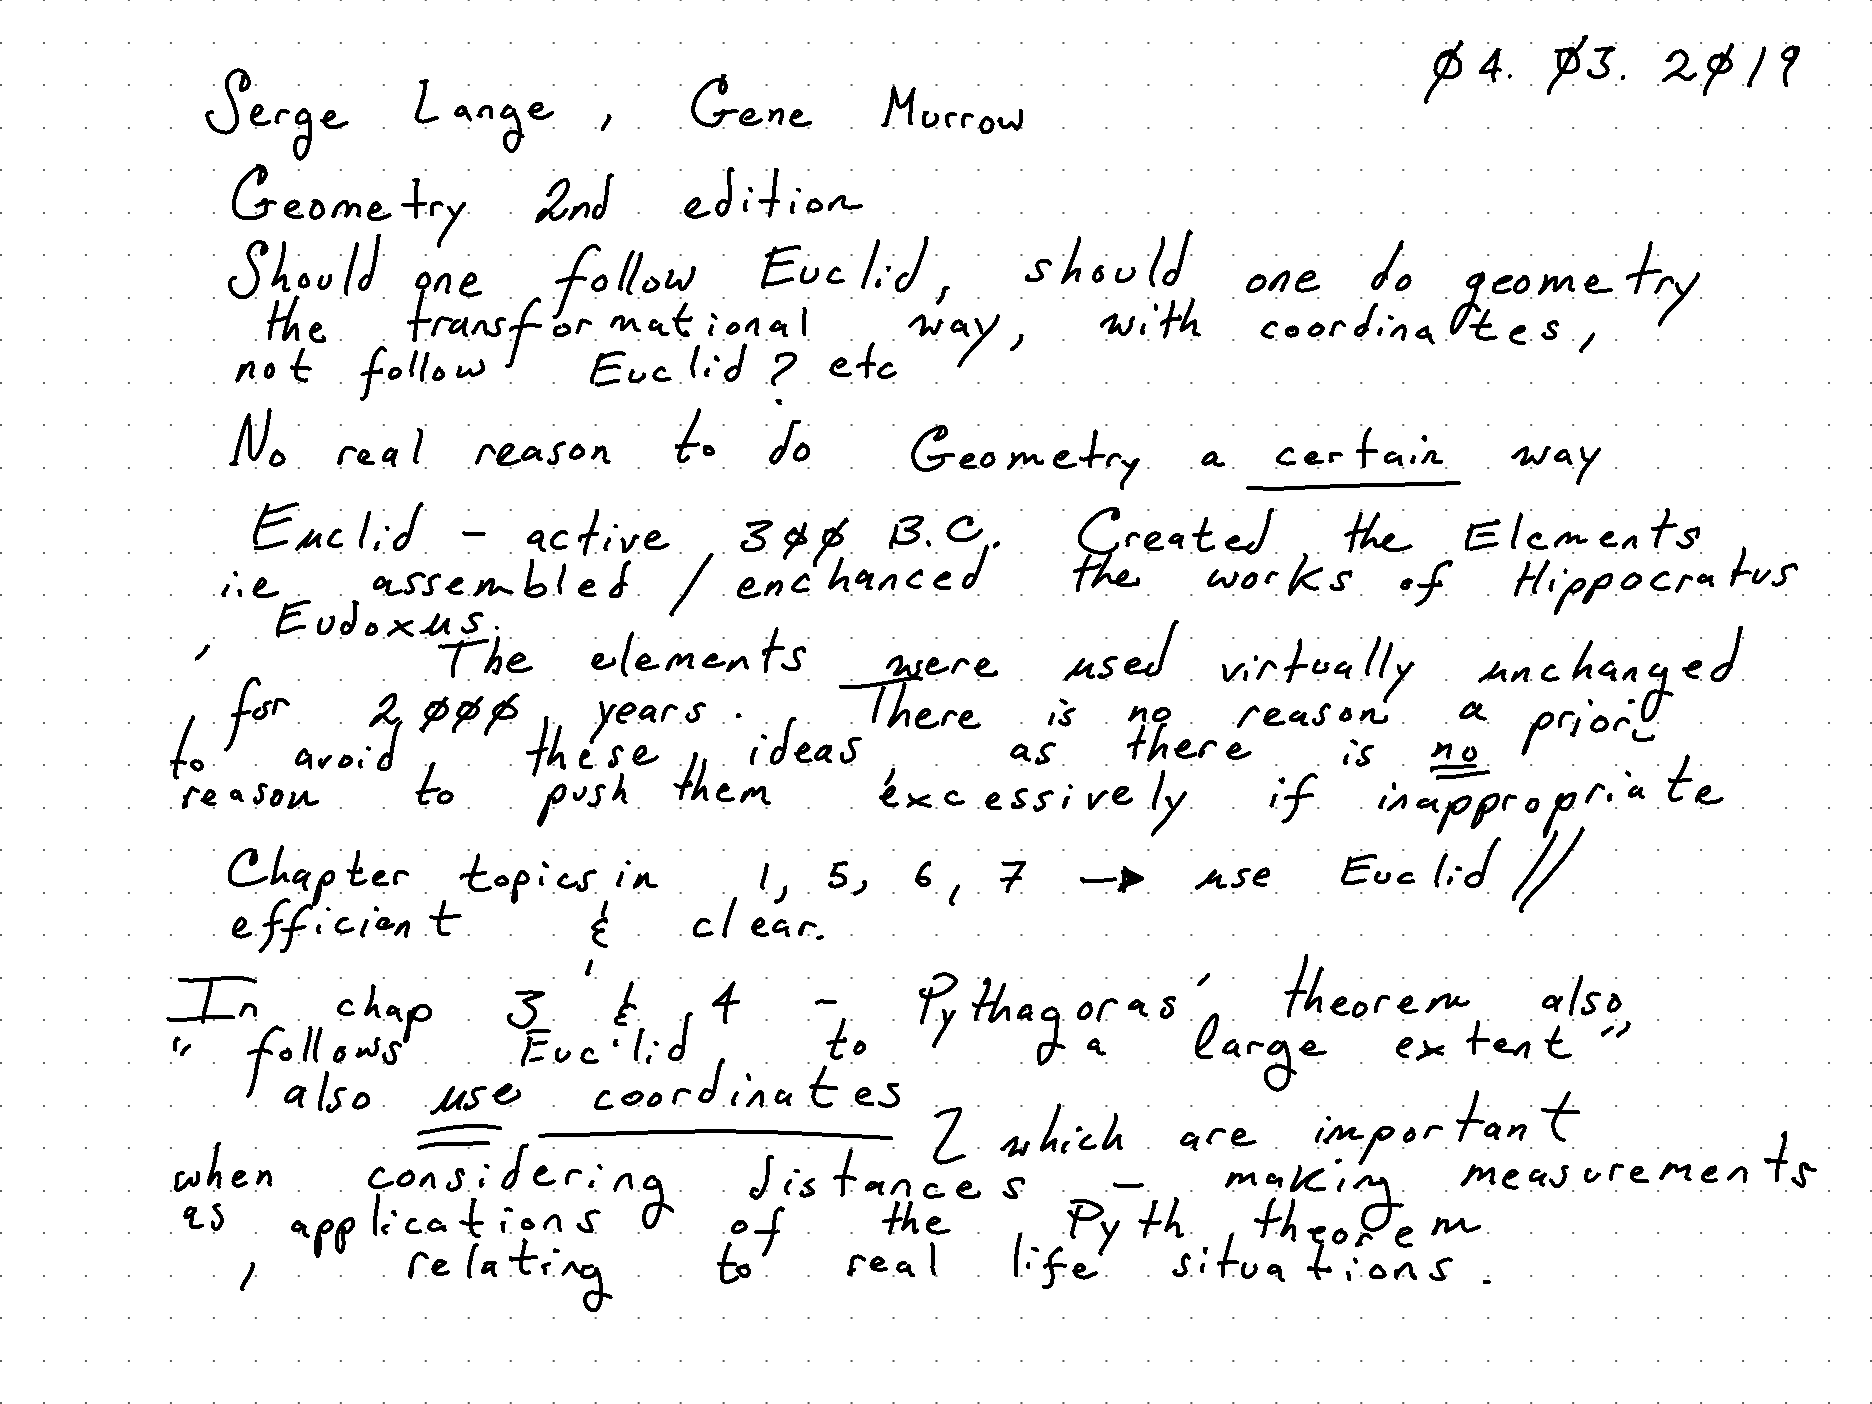 04. 03. 2019
Serge Lange, Gene Murrow
Geometry 2nd edition
Should one follow Euclid, should one do geometry
the transformational way, with coordinates,
not follow Euclid? etc
No real reason to do Geometry a certain way
Euclid - active 300 B.C. Created the Elements
i.e assembled / enchanced the works of Hippocratus
, Eudoxus.
The elements were used virtually unchanged
for 2,000 years. There is no reason a priori
to avoid these ideas as there is no
reason to push them excessively if inappropriate
Chapter topics in 1, 5, 6, 7 → use Euclid //
efficient & clear.
In chap 3 & 4 - Pythagoras' theorem also
"follows Euclid to a large extent"
also use coordinates
which are important
when considering distances - making measurements
as applications of the Pyth theorem
, relating to real life situations.